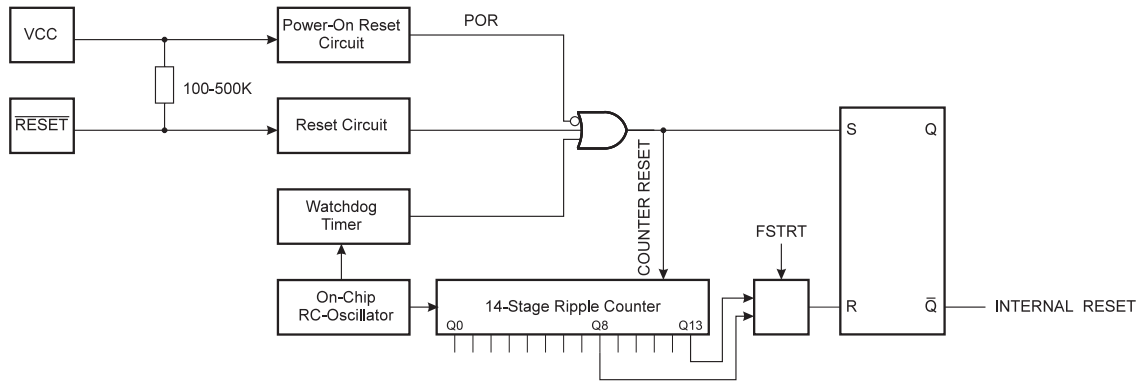 VCC
Power-On Reset
Circuit
POR
100-500K
RESET
Reset Circuit
S
Q
COUNTER RESET
Watchdog
Timer
FSTRT
On-Chip
RC-Oscillator
14-Stage Ripple Counter
Q0
Q8
Q13
R
Q̅
INTERNAL RESET